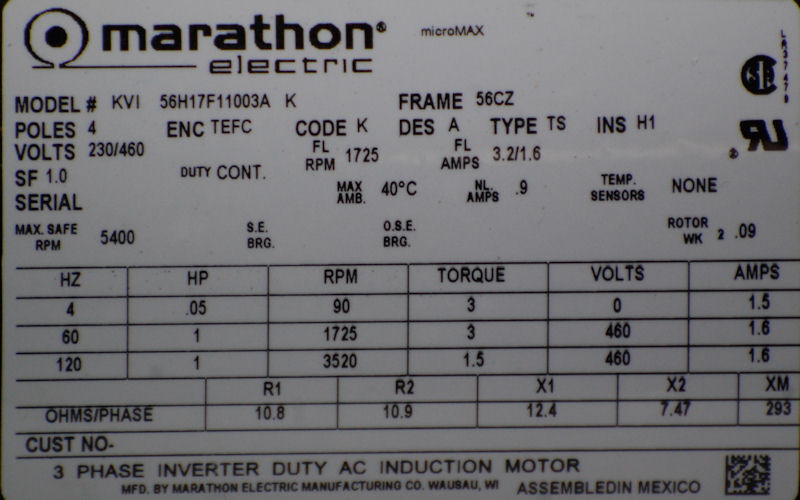 marathon® microMAX
electric
LR37479
MODEL # KVI 56H17F11003A K FRAME 56CZ
POLES 4 ENC TEFC CODE K DES A TYPE TS INS H1
VOLTS 230/460 FL RPM 1725 FL AMPS 3.2/1.6
SF 1.0 DUTY CONT. MAX AMB. 40°C NL. AMPS .9 TEMP. SENSORS NONE
SERIAL
MAX. SAFE RPM 5400 S.E. BRG. O.S.E. BRG. ROTOR WK 2 .09
HZ HP RPM TORQUE VOLTS AMPS
4 .05 90 3 0 1.5
60 1 1725 3 460 1.6
120 1 3520 1.5 460 1.6
R1 R2 X1 X2 XM
OHMS/PHASE 10.8 10.9 12.4 7.47 293
CUST NO-
3 PHASE INVERTER DUTY AC INDUCTION MOTOR
MFD. BY MARATHON ELECTRIC MANUFACTURING CO. WAUSAU, WI ASSEMBLEDIN MEXICO